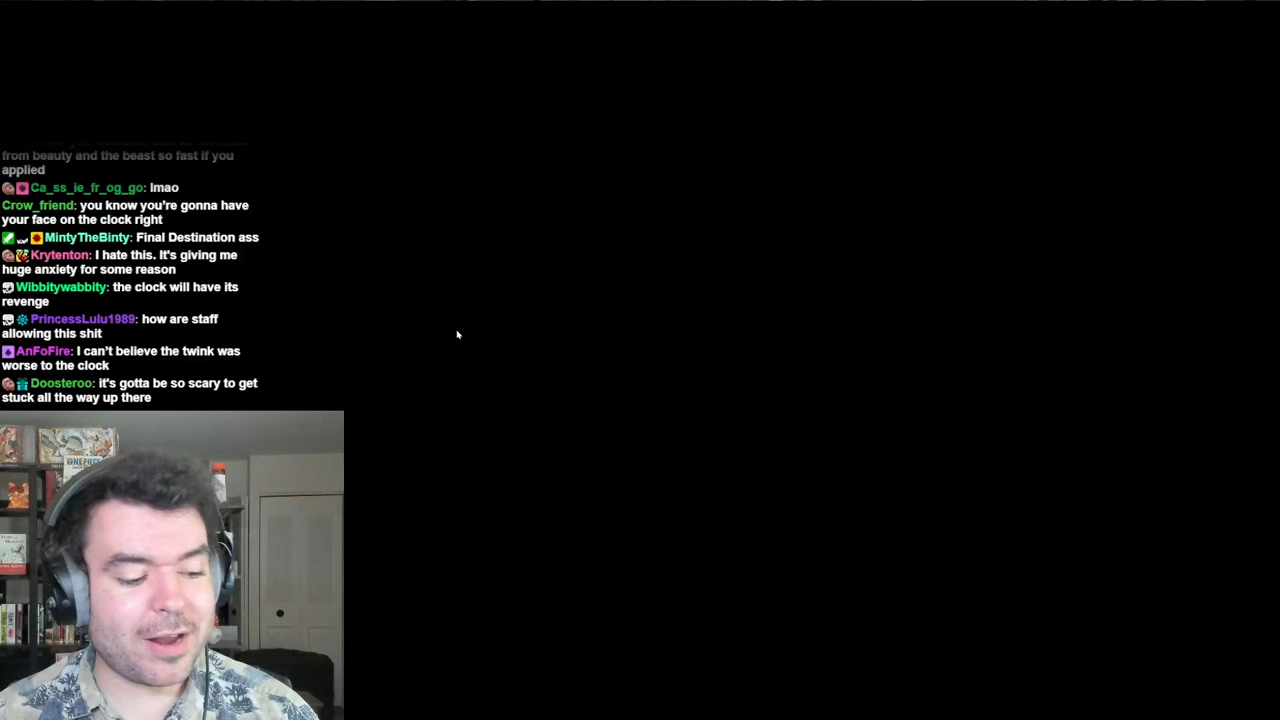 from beauty and the beast so fast if you
applied
Ca_ss_ie_fr_og_go: lmao
Crow_friend: you know you're gonna have
your face on the clock right
MintyTheBinty: Final Destination ass
Krytenton: I hate this. It's giving me
huge anxiety for some reason
Wibbitywabbity: the clock will have its
revenge
PrincessLulu1989: how are staff
allowing this shit
AnFoFire: I can't believe the twink was
worse to the clock
Doosteroo: it's gotta be so scary to get
stuck all the way up there
ONE PIECE